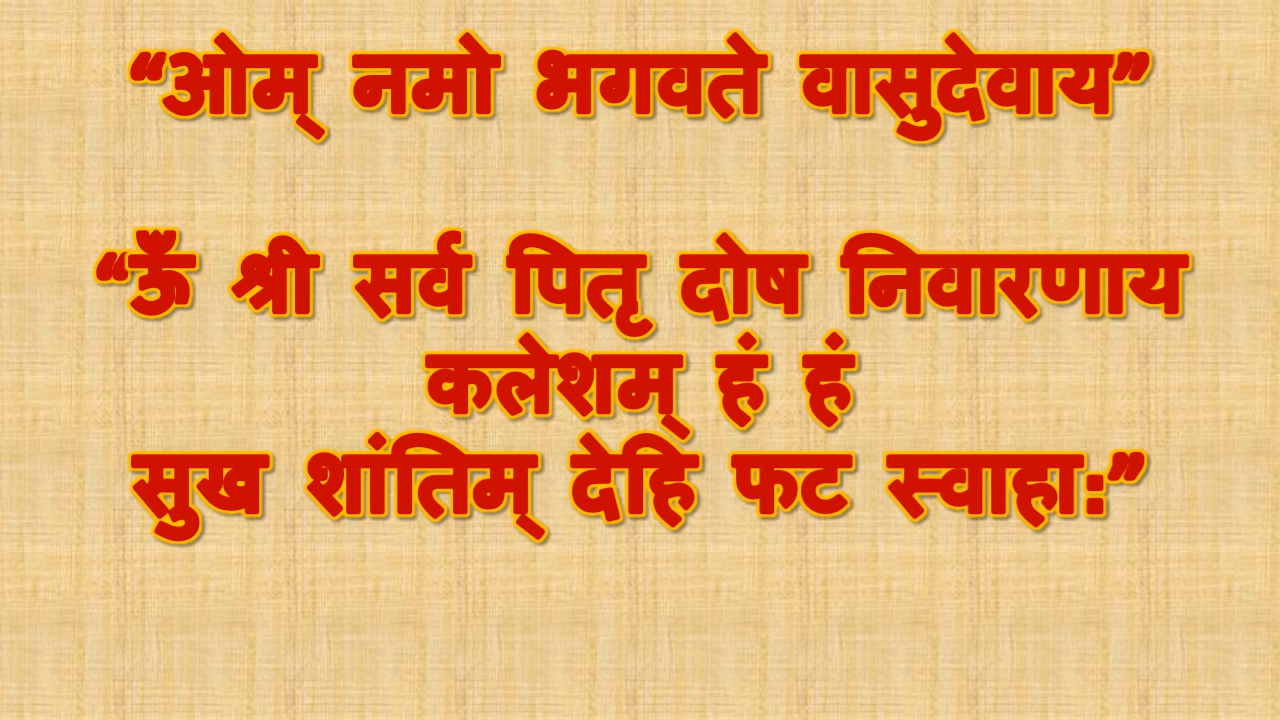 “ओम् नमो भगवते वासुदेवाय”
“ऊँ श्री सर्व पितृ दोष निवारणाय
कलेशम् हं हं
सुख शांतिम् देहि फट स्वाहा:”